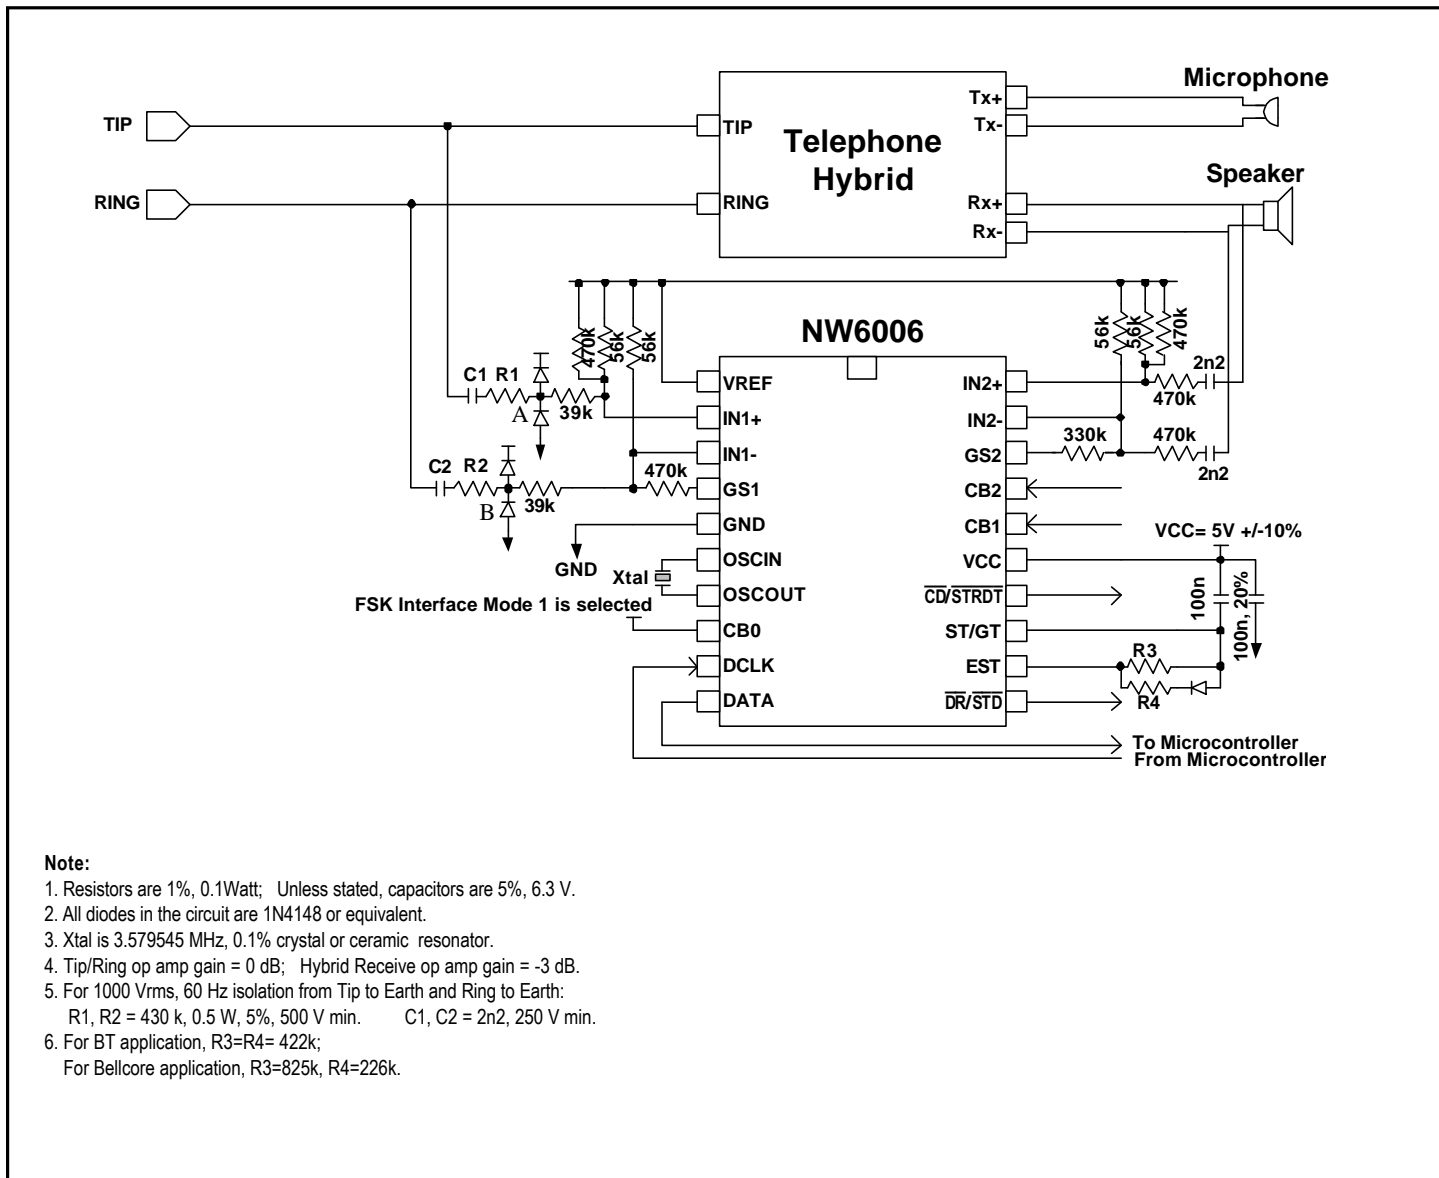 Microphone
Tx+
TIP
TIP
Tx-
Telephone
Hybrid
Speaker
RING
RING
Rx+
Rx-
NW6006
470k
56k
56k
56k
56k
470k
C1 R1
A
39k
VREF
IN2+
2n2
470k
IN1+
IN2-
C2 R2
B
39k
IN1-
470k
GS1
GS2
330k
470k
2n2
CB2
GND
GND
CB1
VCC= 5V +/-10%
OSCIN
VCC
Xtal
OSCOUT
CD/STRDT
100n
100n, 20%
FSK Interface Mode 1 is selected
CB0
ST/GT
DCLK
EST
R3
R4
DATA
DR/STD
To Microcontroller
From Microcontroller
Note:
1. Resistors are 1%, 0.1Watt; Unless stated, capacitors are 5%, 6.3 V.
2. All diodes in the circuit are 1N4148 or equivalent.
3. Xtal is 3.579545 MHz, 0.1% crystal or ceramic resonator.
4. Tip/Ring op amp gain = 0 dB; Hybrid Receive op amp gain = -3 dB.
5. For 1000 Vrms, 60 Hz isolation from Tip to Earth and Ring to Earth:
R1, R2 = 430 k, 0.5 W, 5%, 500 V min. C1, C2 = 2n2, 250 V min.
6. For BT application, R3=R4= 422k;
For Bellcore application, R3=825k, R4=226k.